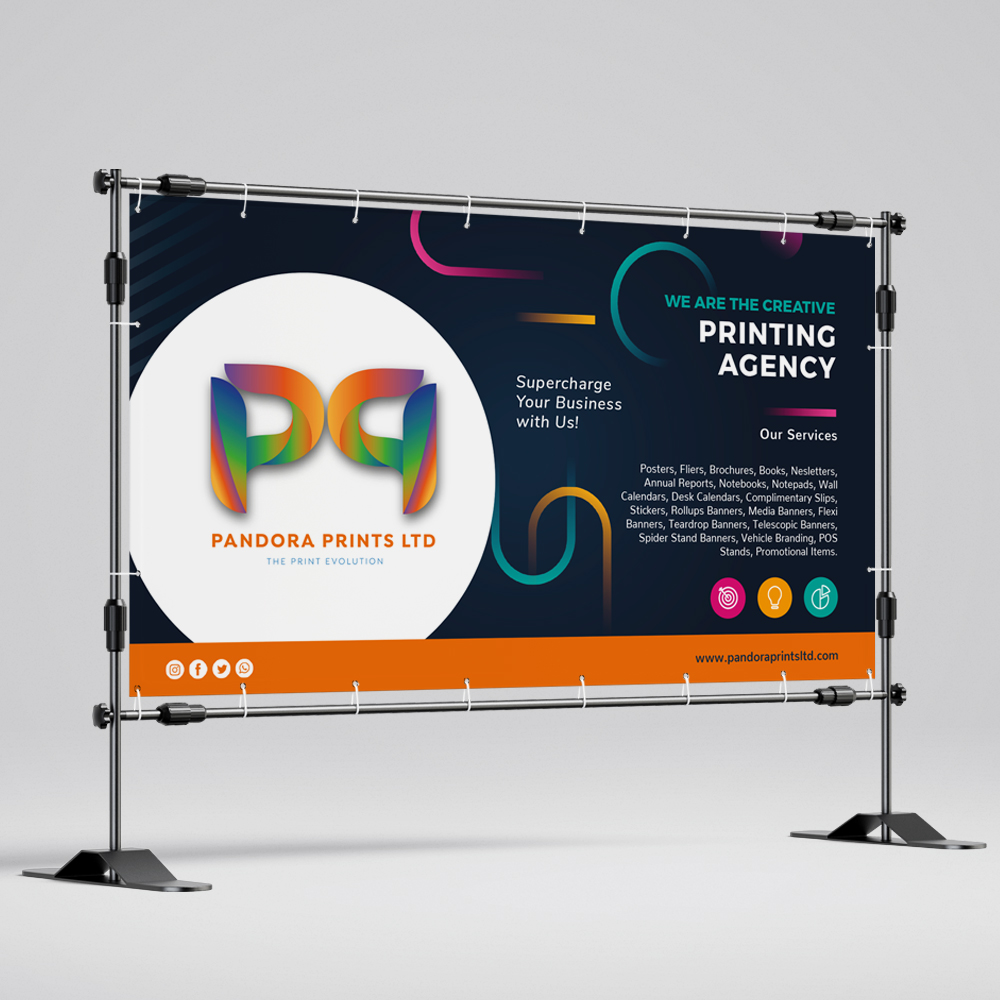 PANDORA PRINTS LTD
THE PRINT EVOLUTION
Supercharge
Your Business
with Us!
WE ARE THE CREATIVE
PRINTING
AGENCY
Our Services
Posters, Fliers, Brochures, Books, Nesletters,
Annual Reports, Notebooks, Notepads, Wall
Calendars, Desk Calendars, Complimentary Slips,
Stickers, Rollups Banners, Media Banners, Flexi
Banners, Teardrop Banners, Telescopic Banners,
Spider Stand Banners, Vehicle Branding, POS
Stands, Promotional Items.
www.pandoraprintsltd.com